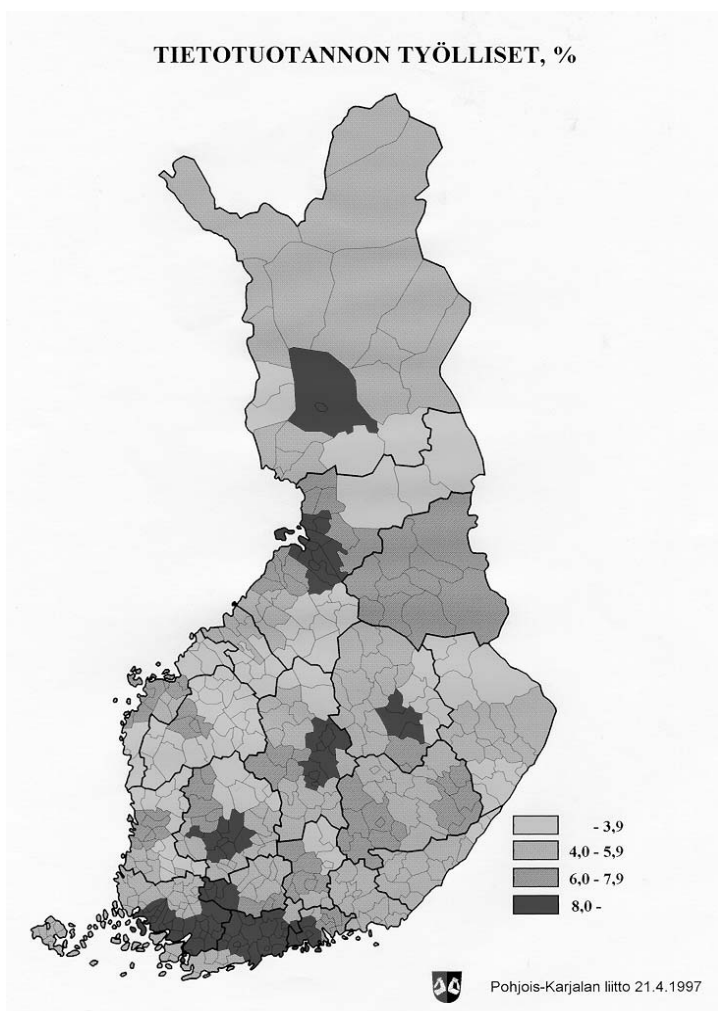 TIETOTUOTANNON TYÖLLISET, %
- 3,9
4,0 - 5,9
6,0 - 7,9
8,0 -
Pohjois-Karjalan liitto 21.4.1997